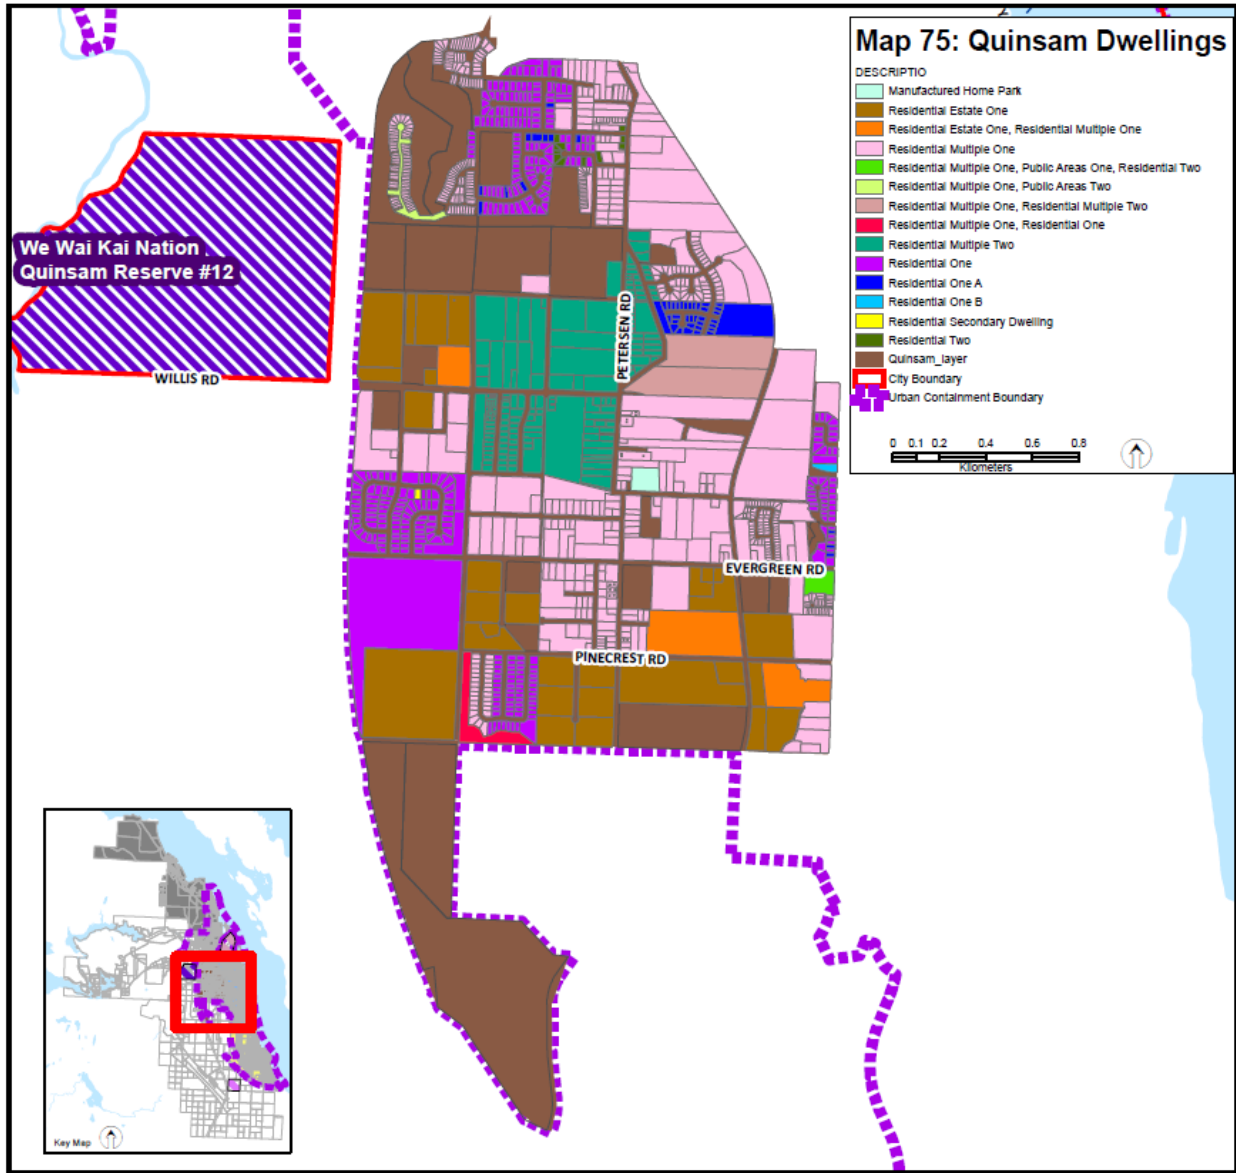 Map 75: Quinsam Dwellings
DESCRIPTIO
Manufactured Home Park
Residential Estate One
Residential Estate One, Residential Multiple One
Residential Multiple One
Residential Multiple One, Public Areas One, Residential Two
Residential Multiple One, Public Areas Two
Residential Multiple One, Residential Multiple Two
Residential Multiple One, Residential One
Residential Multiple Two
Residential One
Residential One A
Residential One B
Residential Secondary Dwelling
Residential Two
Quinsam_layer
City Boundary
Urban Containment Boundary
0 0.1 0.2 0.4 0.6 0.8
Kilometers
We Wai Kai Nation
Quinsam Reserve #12
WILLIS RD
PETERSEN RD
EVERGREEN RD
PINECREST RD
Key Map